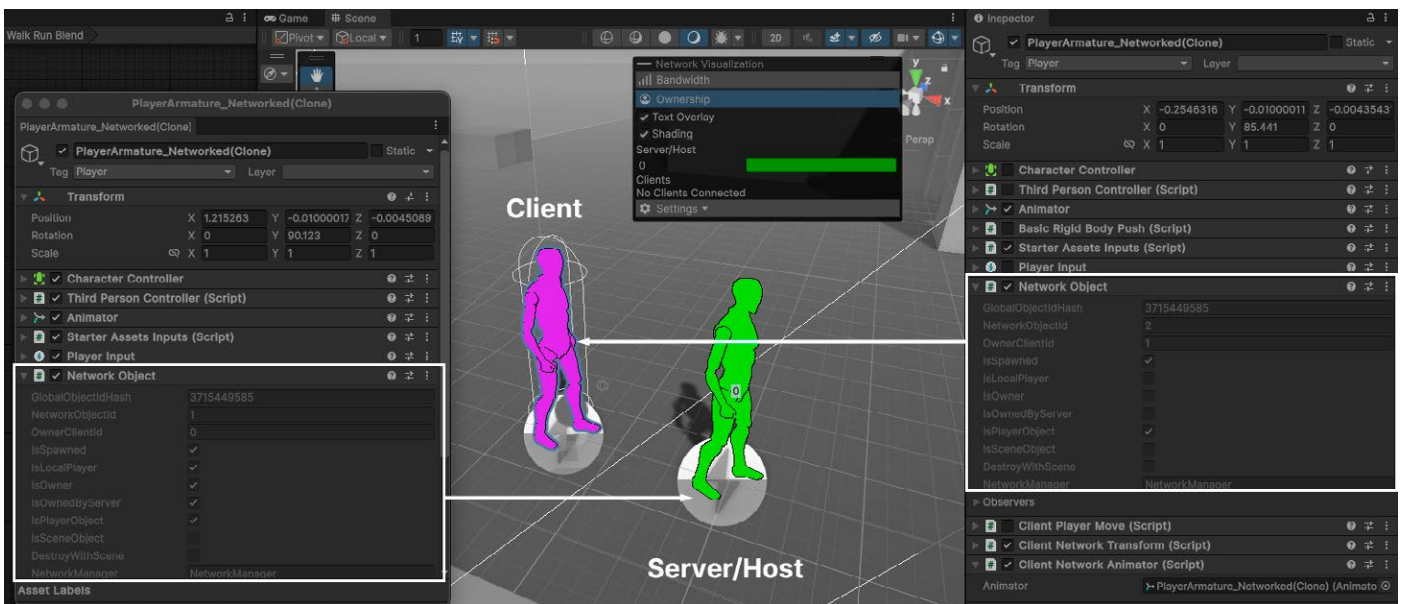 Walk Run Blend
Game
Scene
Pivot
Local
1
2D
Network Visualization
Bandwidth
Ownership
Text Overlay
Shading
Server/Host
0
Clients
No Clients Connected
Settings
y
z
x
Persp
Client
0
Server/Host
PlayerArmature_Networked(Clone)
PlayerArmature_Networked(Clone)
PlayerArmature_Networked(Clone) Static
Tag Player Layer
Transform
Position X 1.215263 Y -0.01000017 Z -0.0045089
Rotation X 0 Y 90.123 Z 0
Scale X 1 Y 1 Z 1
Character Controller
Third Person Controller (Script)
Animator
Starter Assets Inputs (Script)
Player Input
Network Object
GlobalObjectIdHash 3715449585
NetworkObjectId 1
OwnerClientId 0
IsSpawned
IsLocalPlayer
IsOwner
IsOwnedByServer
IsPlayerObject
IsSceneObject
DestroyWithScene
NetworkManager NetworkManager
Asset Labels
Inspector
PlayerArmature_Networked(Clone) Static
Tag Player Layer
Transform
Position X -0.2546316 Y -0.01000011 Z -0.0043543
Rotation X 0 Y 85.441 Z 0
Scale X 1 Y 1 Z 1
Character Controller
Third Person Controller (Script)
Animator
Basic Rigid Body Push (Script)
Starter Assets Inputs (Script)
Player Input
Network Object
GlobalObjectIdHash 3715449585
NetworkObjectId 2
OwnerClientId 1
IsSpawned
IsLocalPlayer
IsOwner
IsOwnedByServer
IsPlayerObject
IsSceneObject
DestroyWithScene
NetworkManager NetworkManager
Observers
Client Player Move (Script)
Client Network Transform (Script)
Client Network Animator (Script)
Animator PlayerArmature_Networked(Clone) (Animato